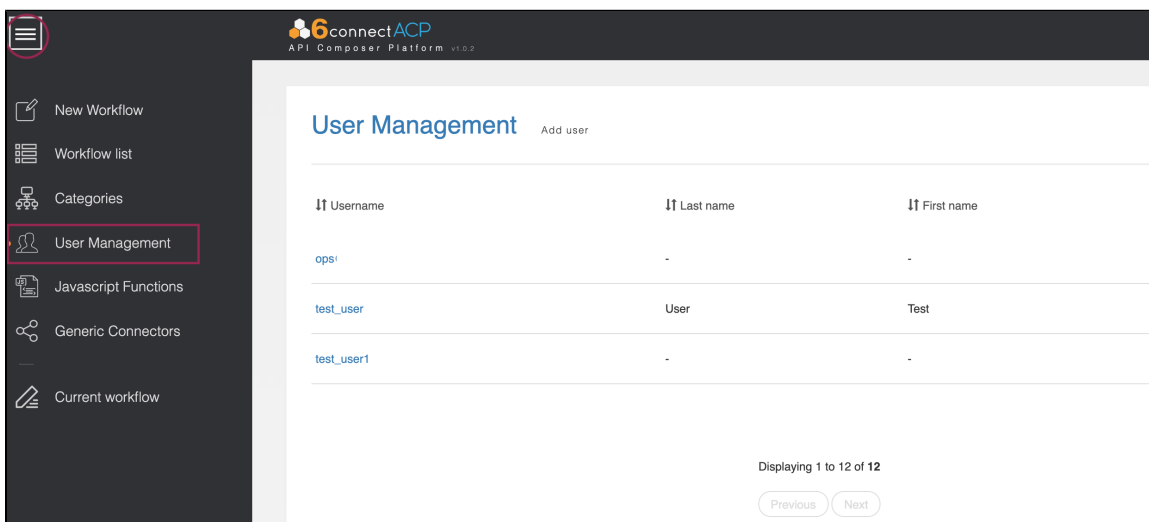 6connect ACP
API Composer Platform v1.0.2
New Workflow
Workflow list
Categories
User Management
Javascript Functions
Generic Connectors
Current workflow
User Management Add user
Username Last name First name
ops - -
test_user User Test
test_user1 - -
Displaying 1 to 12 of 12
Previous Next